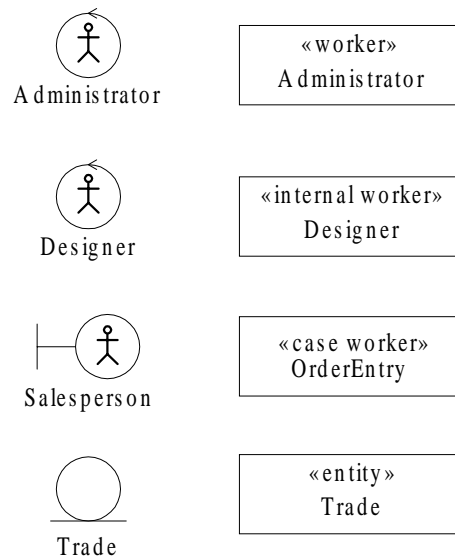 Administrator
«worker»
Administrator
Designer
«internal worker»
Designer
Salesperson
«case worker»
OrderEntry
Trade
«entity»
Trade